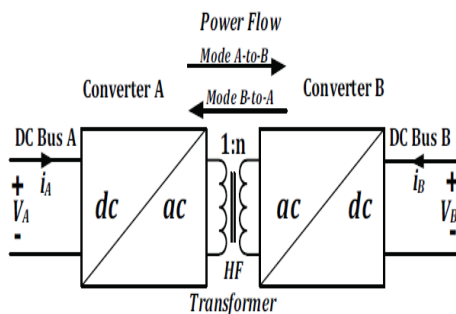 Power Flow
Mode A-to-B
Converter A
Mode B-to-A
Converter B
DC Bus A
1:n
DC Bus B
+
i_A
V_A
-
dc
ac
ac
dc
+
i_B
V_B
-
HF
Transformer